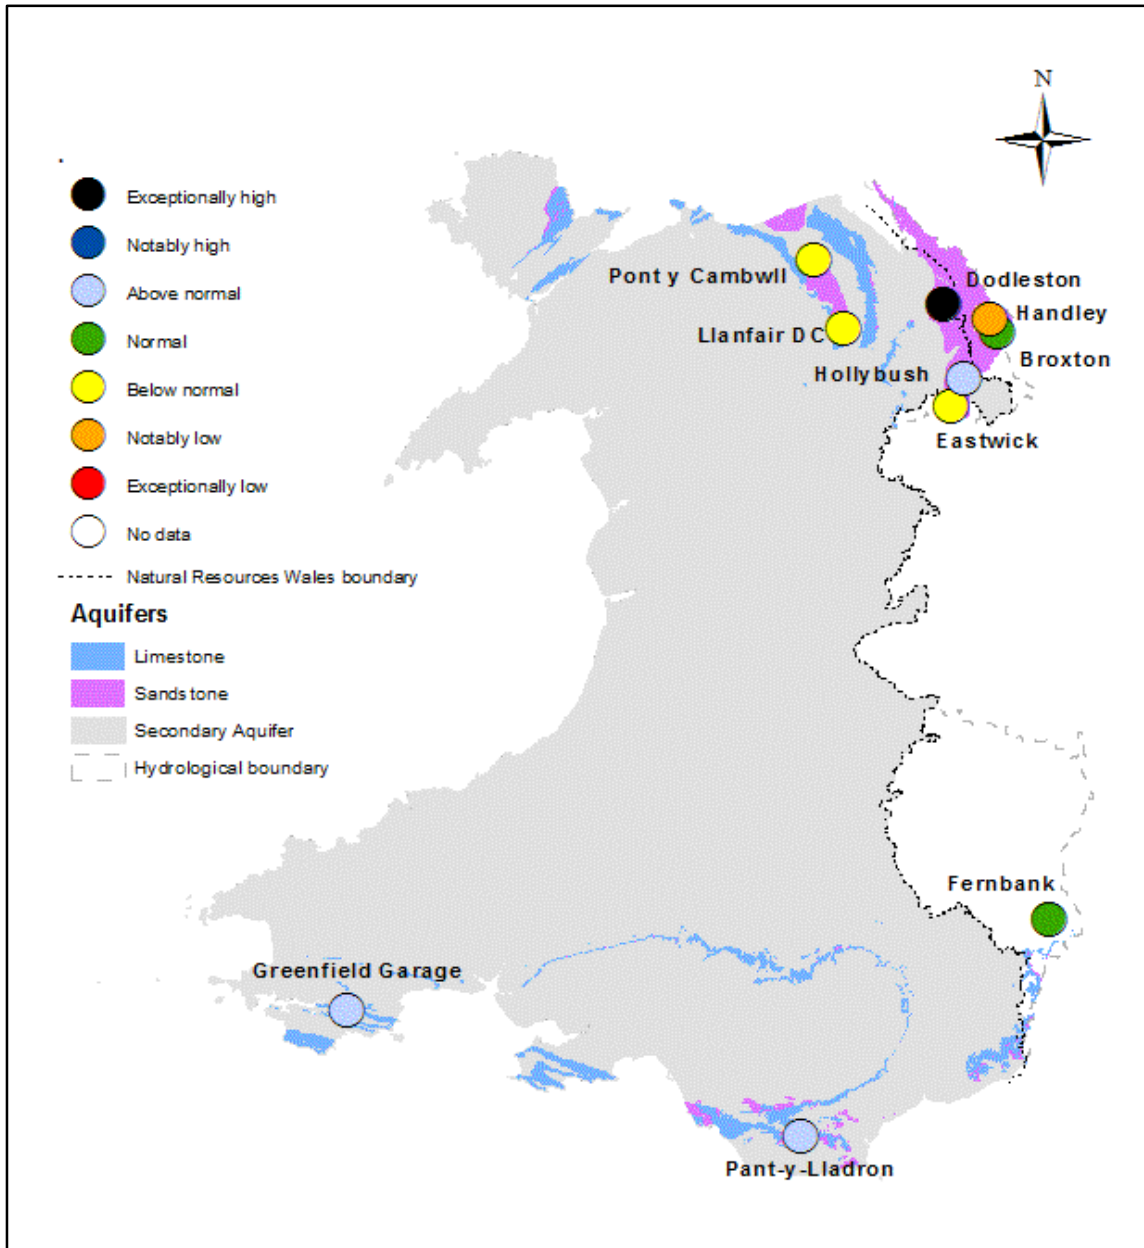 N
Exceptionally high
Notably high
Above normal
Normal
Below normal
Notably low
Exceptionally low
No data
Natural Resources Wales boundary
Aquifers
Limestone
Sandstone
Secondary Aquifer
Hydrological boundary
Pont y Cambwll
Dodleston
Handley
Llanfair DC
Broxton
Hollybush
Eastwick
Fernbank
Greenfield Garage
Pant-y-Lladron